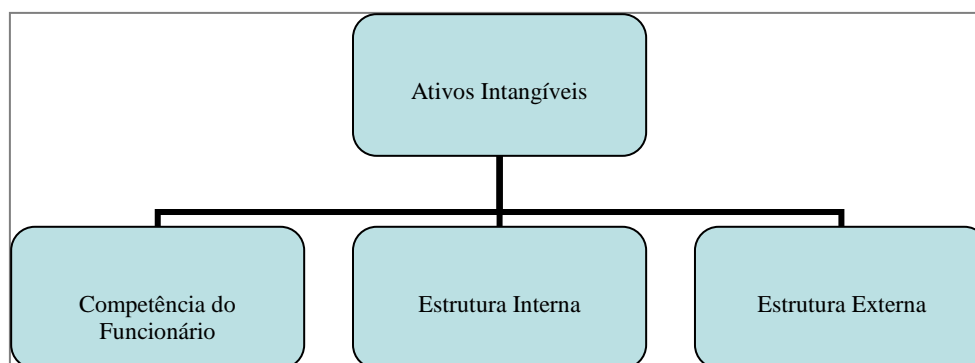 Ativos Intangíveis
Competência do
Funcionário
Estrutura Interna
Estrutura Externa